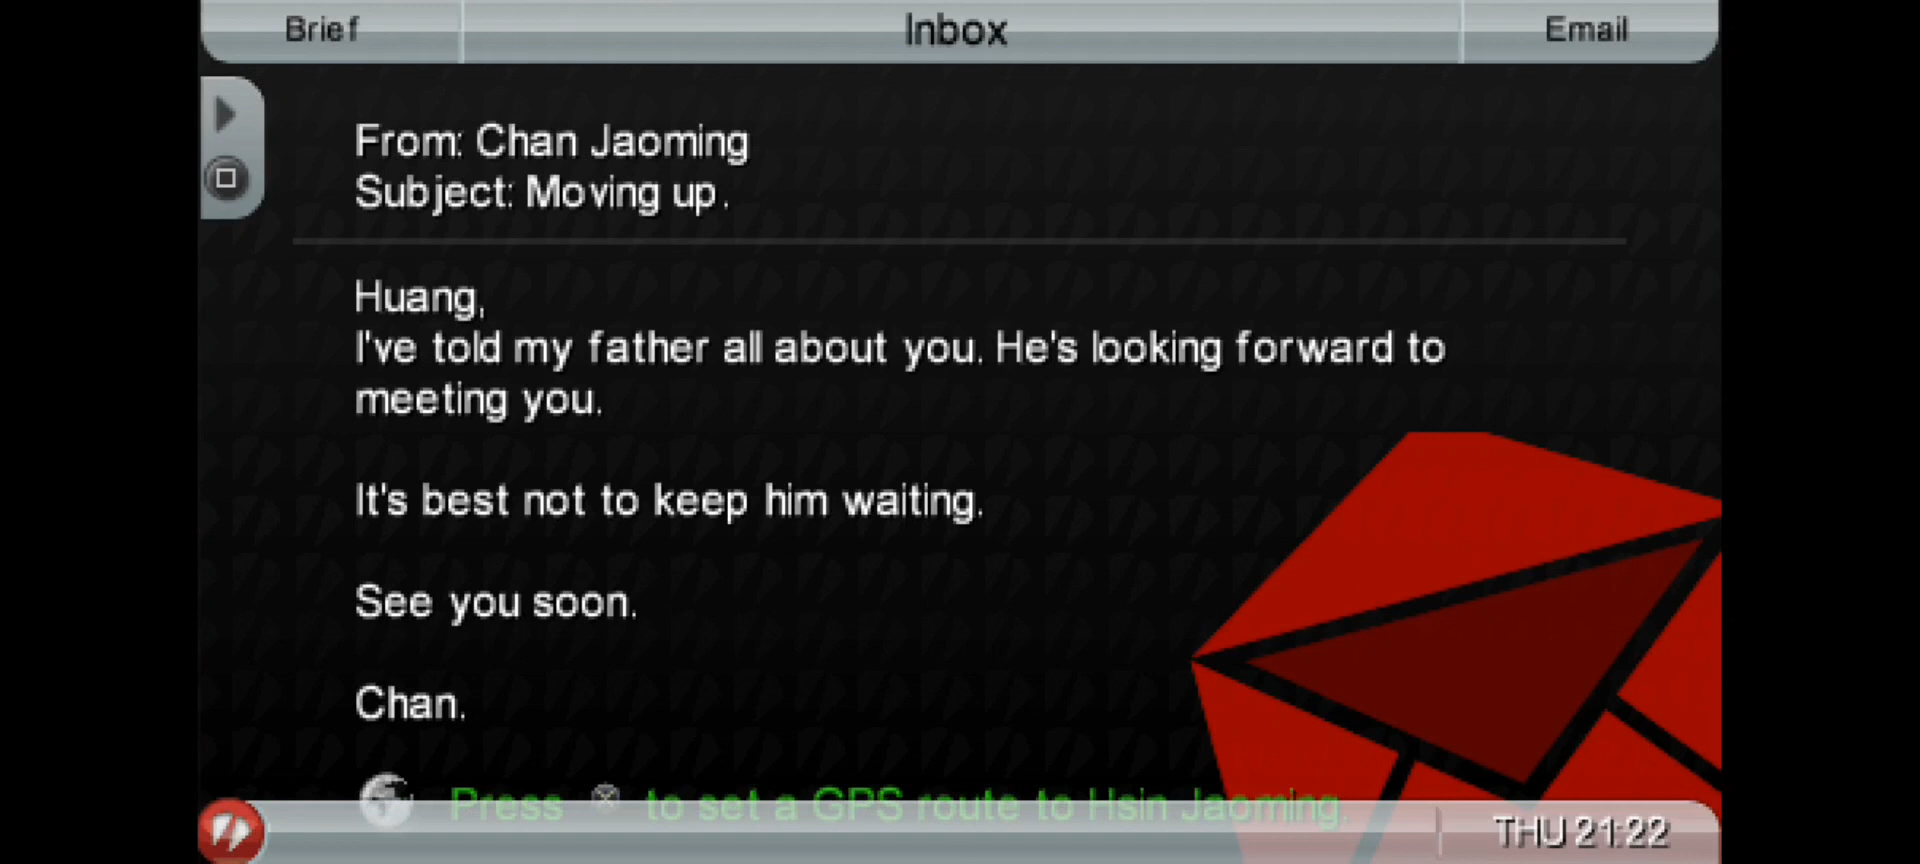 Brief Inbox Email
From: Chan Jaoming
Subject: Moving up.
Huang,
I've told my father all about you. He's looking forward to
meeting you.
It's best not to keep him waiting.
See you soon.
Chan.
Press to set a GPS route to Hsin Jaoming.
THU 21:22